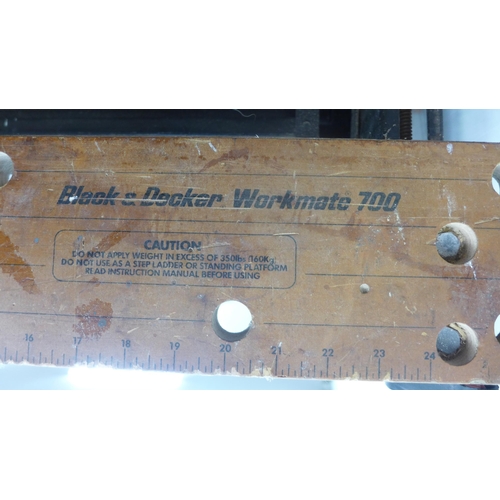 Black & Decker Workmate 700
CAUTION
DO NOT APPLY WEIGHT IN EXCESS OF 350lbs/160Kg
DO NOT USE AS A STEP LADDER OR STANDING PLATFORM
READ INSTRUCTION MANUAL BEFORE USING
16 17 18 19 20 21 22 23 24